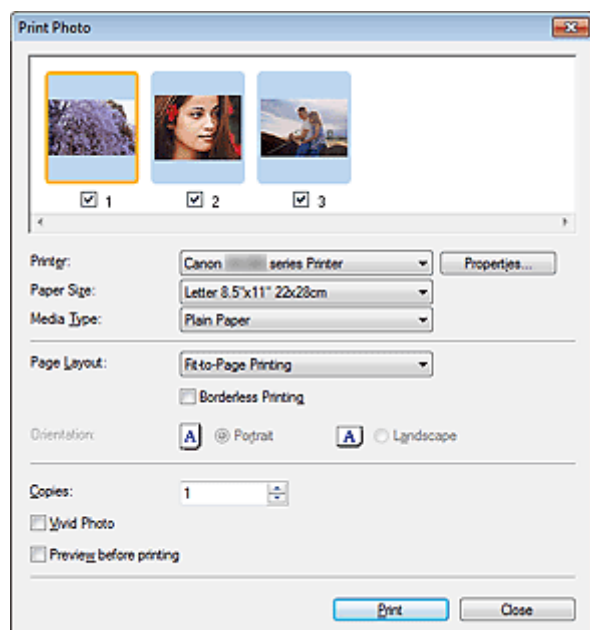 Print Photo
1 2 3
Printer: Canon series Printer Properties...
Paper Size: Letter 8.5"x11" 22x28cm
Media Type: Plain Paper
Page Layout: Fit-to-Page Printing
Borderless Printing
Orientation: A Portrait A Landscape
Copies: 1
Vivid Photo
Preview before printing
Print Close